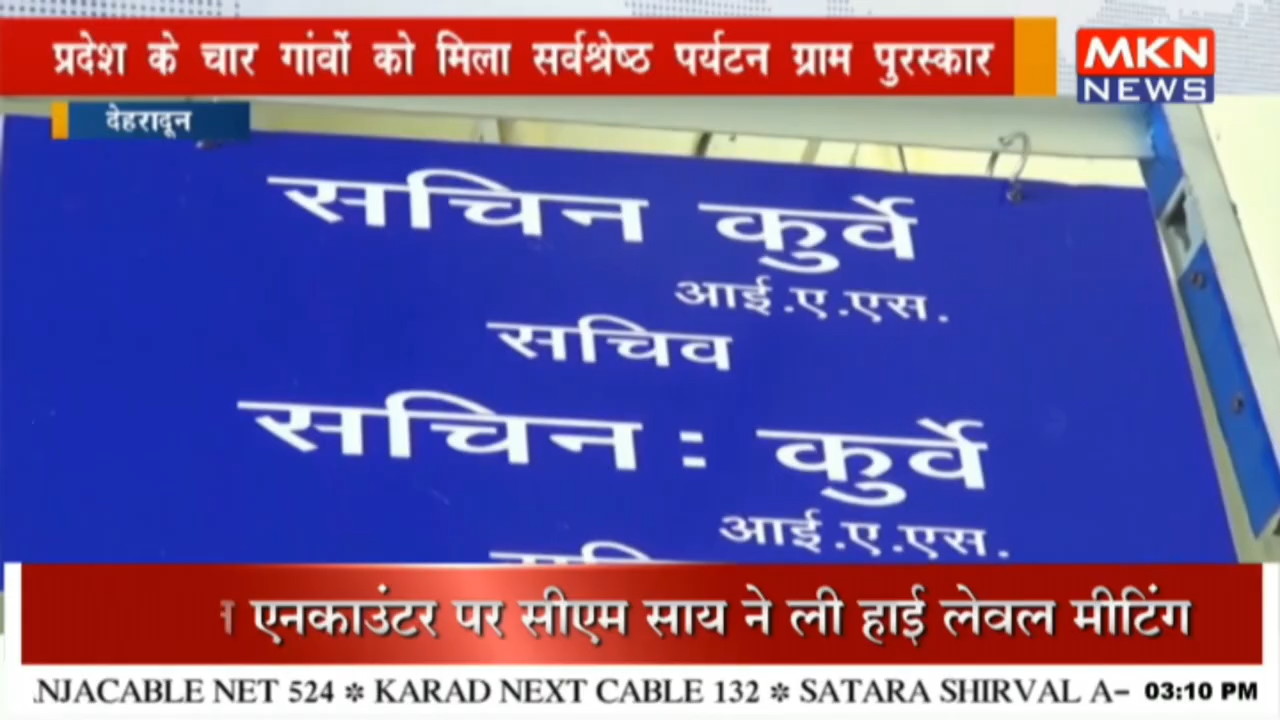 प्रदेश के चार गांवों को मिला सर्वश्रेष्ठ पर्यटन ग्राम पुरस्कार
MKN
NEWS
देहरादून
सचिन कुर्वे
आई.ए.एस.
सचिव
सचिन : कुर्वे
आई.ए.एस.
एनकाउंटर पर सीएम साय ने ली हाई लेवल मीटिंग
NJACABLE NET 524 ✲ KARAD NEXT CABLE 132 ✲ SATARA SHIRVAL A- 03:10 PM